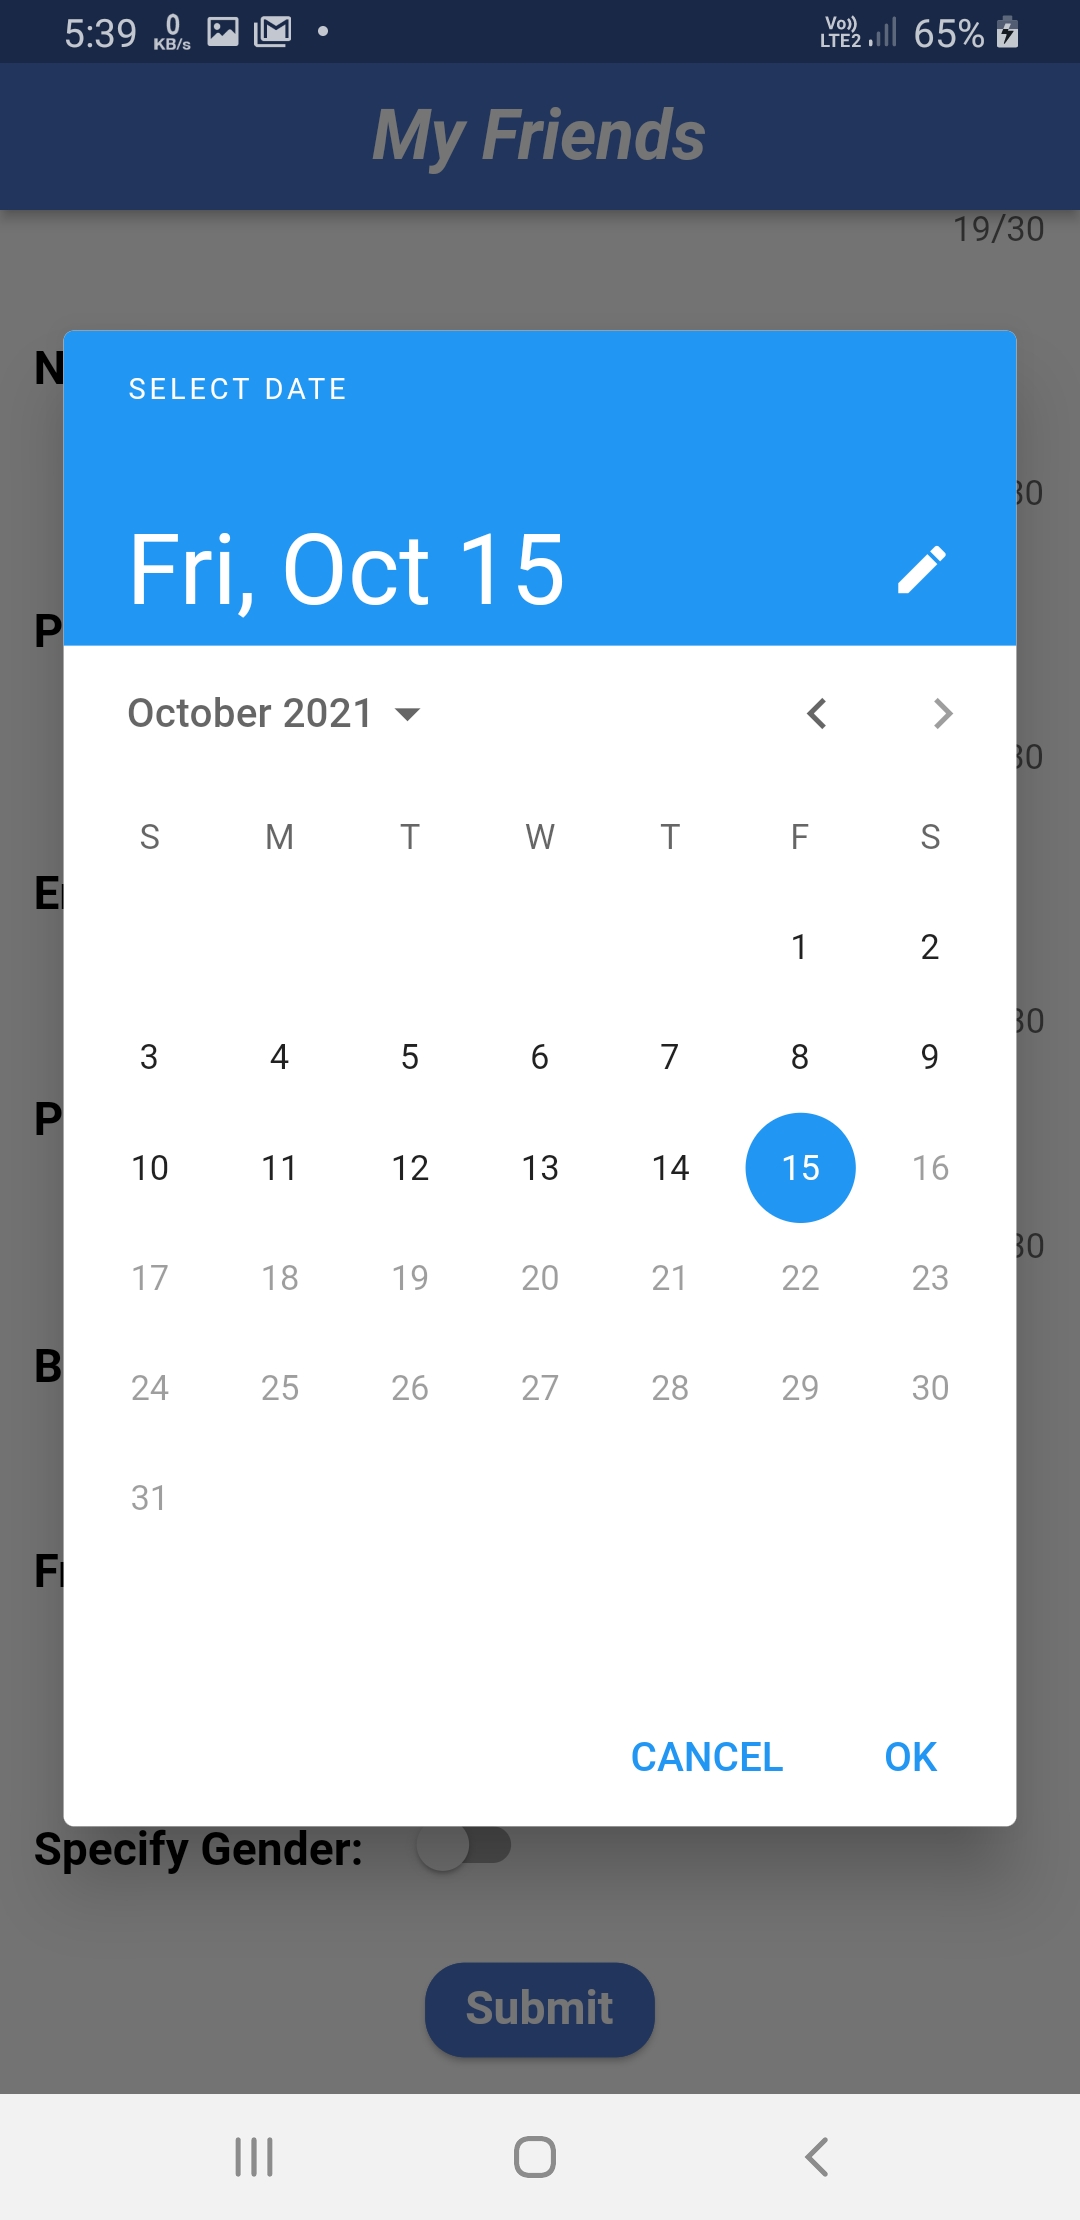 5:39 0 KB/s Vo)) LTE2 65%
My Friends
19/30
SELECT DATE
Fri, Oct 15
October 2021
S M T W T F S
1 2
3 4 5 6 7 8 9
10 11 12 13 14 15 16
17 18 19 20 21 22 23
24 25 26 27 28 29 30
31
CANCEL OK
Specify Gender:
Submit